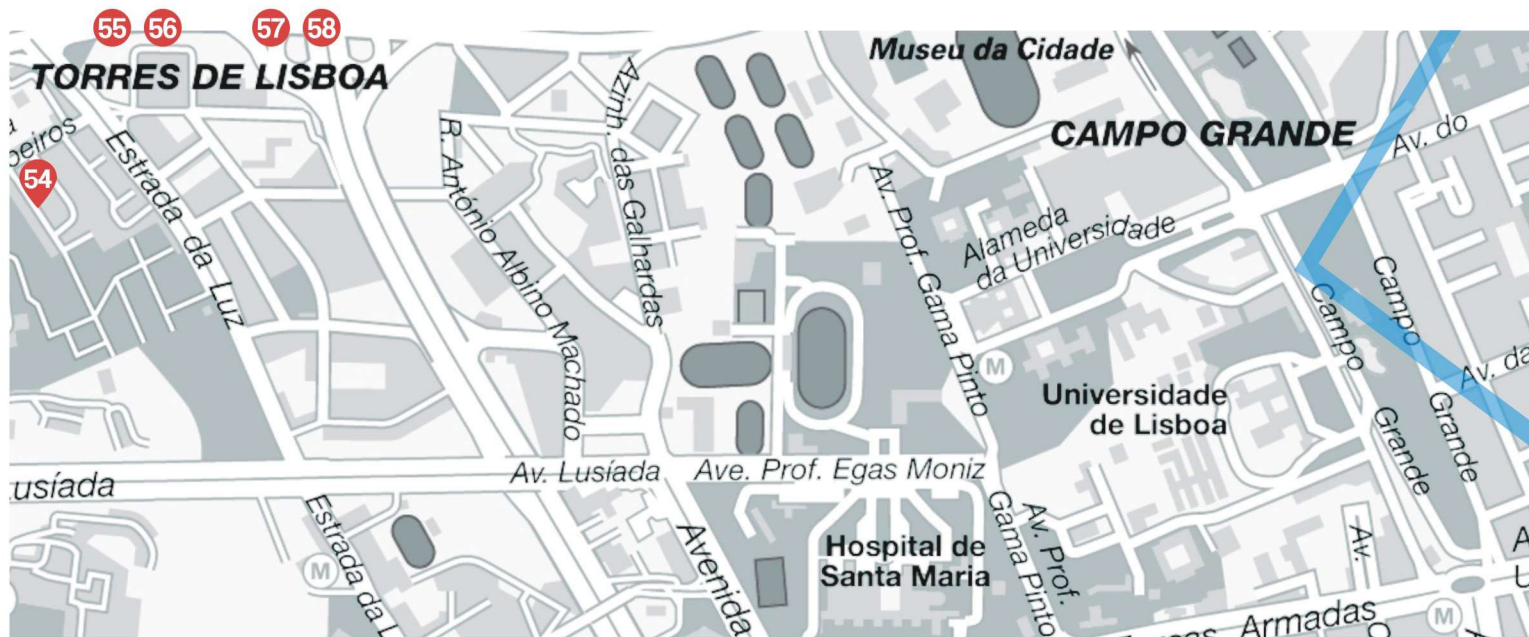 55 56 57 58
TORRES DE LISBOA
Museu da Cidade
CAMPO GRANDE
Av. do
54
Estrada da Luz
R. António Albino Machado
Azinh. das Galhardas
Av. Prof. Gama Pinto
Alameda
da Universidade
Campo
Grande
Campo
Grande
Av. da
M
Universidade
de Lisboa
usíada
Av. Lusíada
Ave. Prof. Egas Moniz
Estrada da L
M
Avenida
Hospital de
Santa Maria
Av. Prof.
Gama Pinto
Av.
Armadas
M